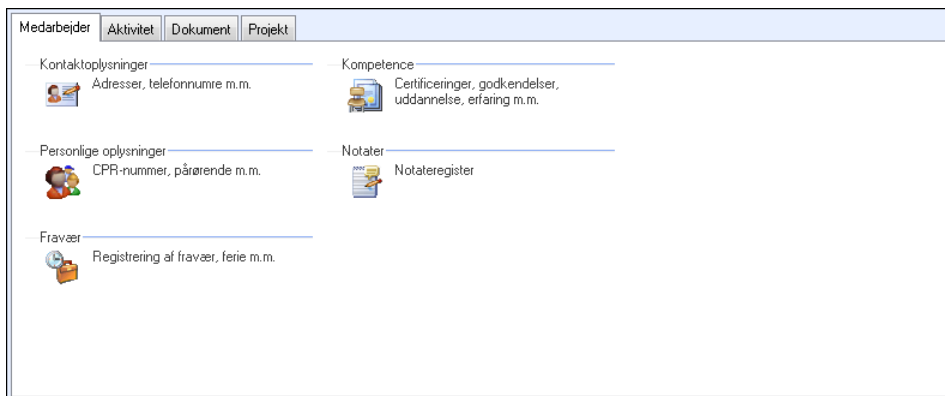 Medarbejder Aktivitet Dokument Projekt
Kontaktoplysninger
Adresser, telefonnumre m.m.
Kompetence
Certificeringer, godkendelser,
uddannelse, erfaring m.m.
Personlige oplysninger
CPR-nummer, pårørende m.m.
Notater
Notateregister
Fravær
Registrering af fravær, ferie m.m.